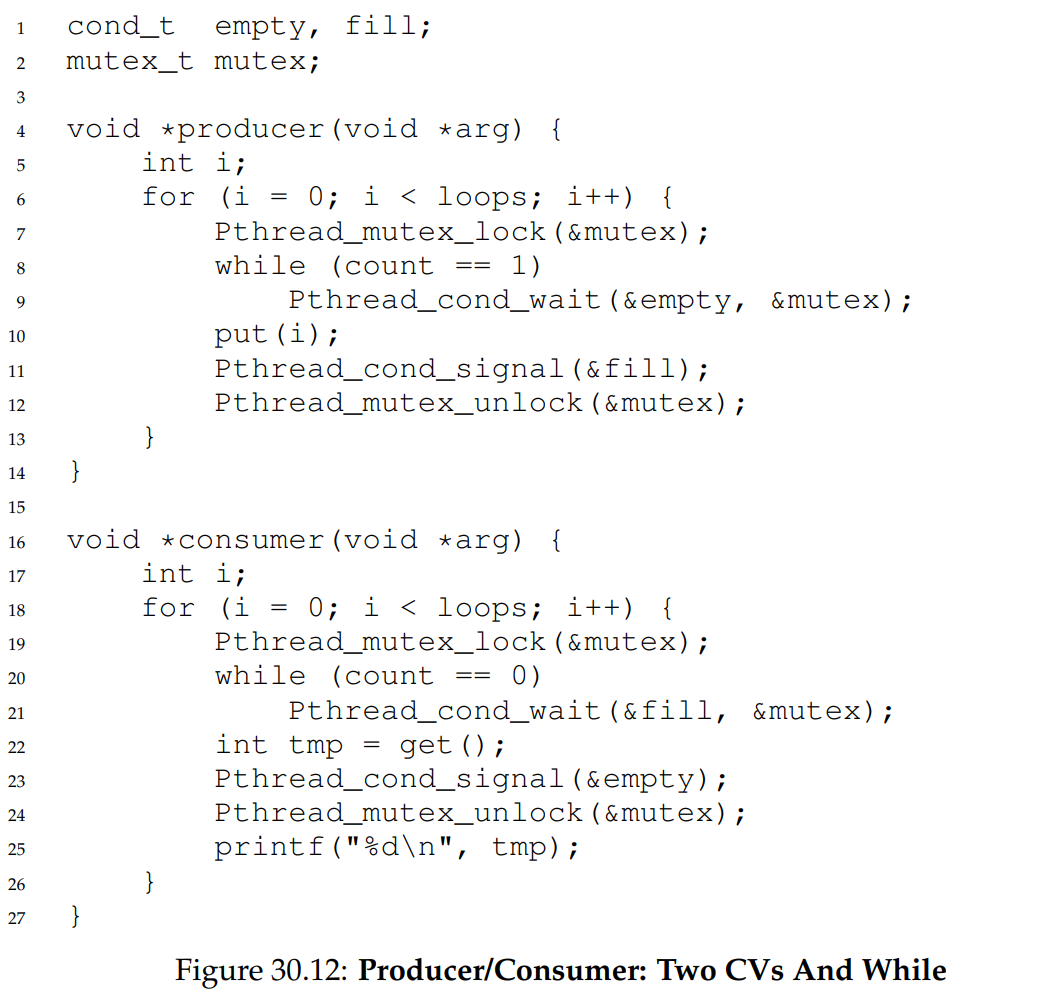 1 cond_t empty, fill;
2 mutex_t mutex;
3
4 void *producer(void *arg) {
5 int i;
6 for (i = 0; i < loops; i++) {
7 Pthread_mutex_lock(&mutex);
8 while (count == 1)
9 Pthread_cond_wait(&empty, &mutex);
10 put(i);
11 Pthread_cond_signal(&fill);
12 Pthread_mutex_unlock(&mutex);
13 }
14 }
15
16 void *consumer(void *arg) {
17 int i;
18 for (i = 0; i < loops; i++) {
19 Pthread_mutex_lock(&mutex);
20 while (count == 0)
21 Pthread_cond_wait(&fill, &mutex);
22 int tmp = get();
23 Pthread_cond_signal(&empty);
24 Pthread_mutex_unlock(&mutex);
25 printf("%d\n", tmp);
26 }
27 }
Figure 30.12: Producer/Consumer: Two CVs And While